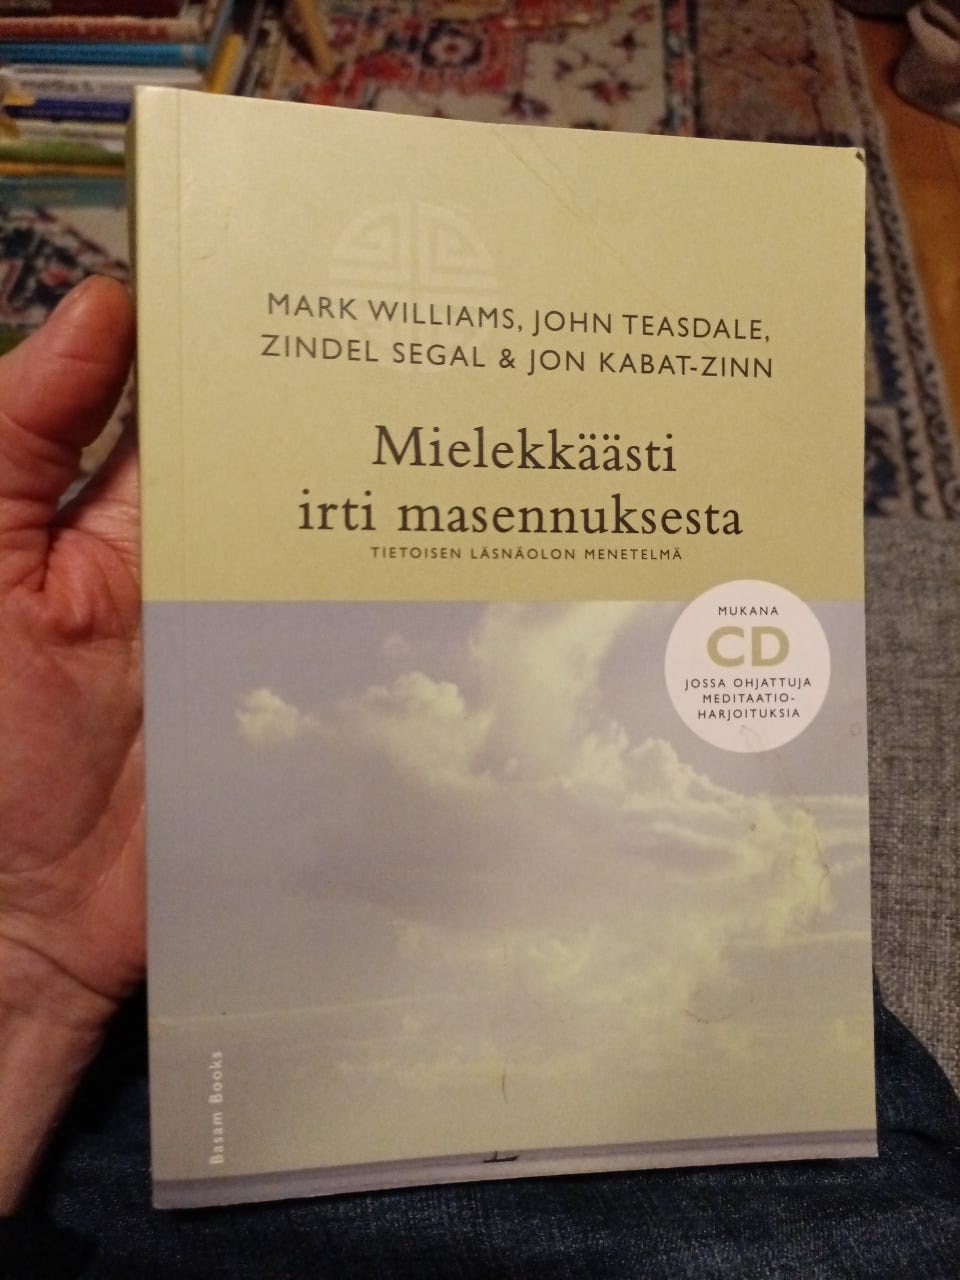 MARK WILLIAMS, JOHN TEASDALE,
ZINDEL SEGAL & JON KABAT-ZINN
Mielekkäästi
irti masennuksesta
TIETOISEN LÄSNÄOLON MENETELMÄ
MUKANA
CD
JOSSA OHJATTUJA
MEDITAATIO-
HARJOITUKSIA
Basam Books